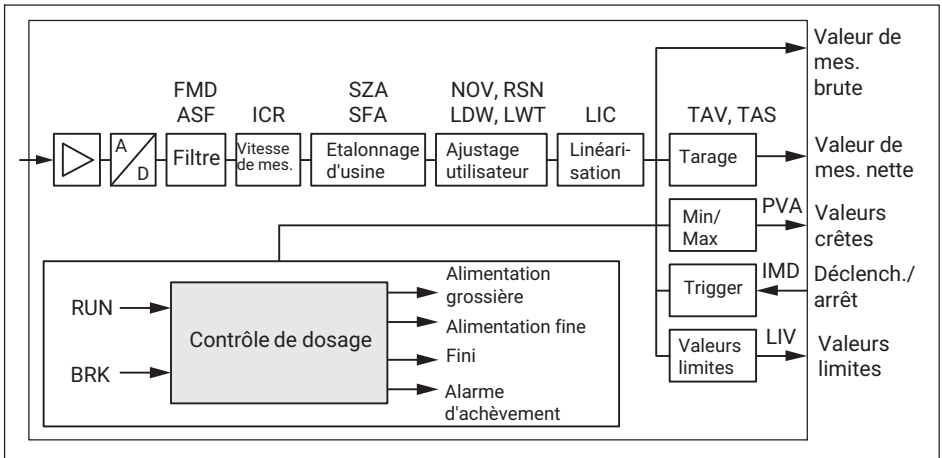 Valeur de
mes.
brute
FMD
ASF
ICR
SZA
SFA
NOV, RSN
LDW, LWT
LIC
TAV, TAS
A
D
Filtre
Vitesse
de mes.
Etalonnage
d'usine
Ajustage
utilisateur
Linéari-
sation
Tarage
Valeur de
mes. nette
Min/
Max
PVA
Valeurs
crêtes
Trigger
IMD
Déclench./
arrêt
Valeurs
limites
LIV
Valeurs
limites
RUN
BRK
Contrôle de dosage
Alimentation
grossière
Alimentation fine
Fini
Alarme
d'achèvement